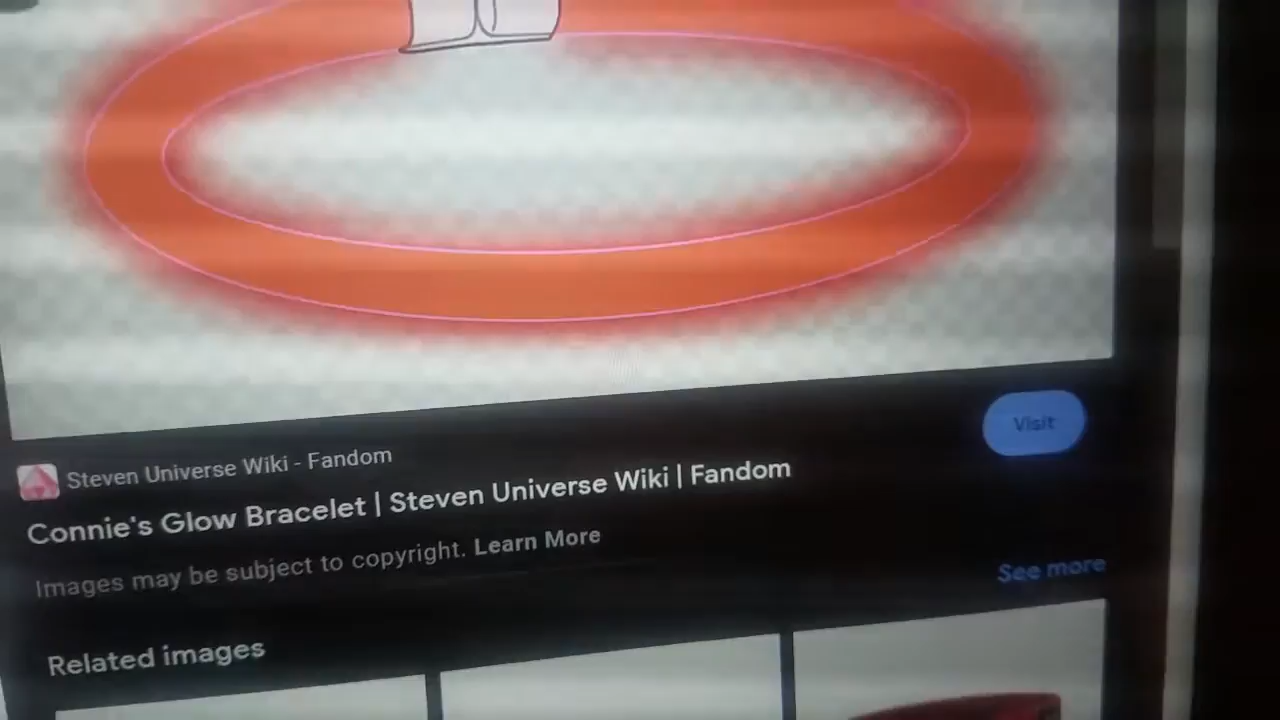 Steven Universe Wiki - Fandom
Visit
Connie's Glow Bracelet | Steven Universe Wiki | Fandom
Images may be subject to copyright. Learn More
See more
Related images